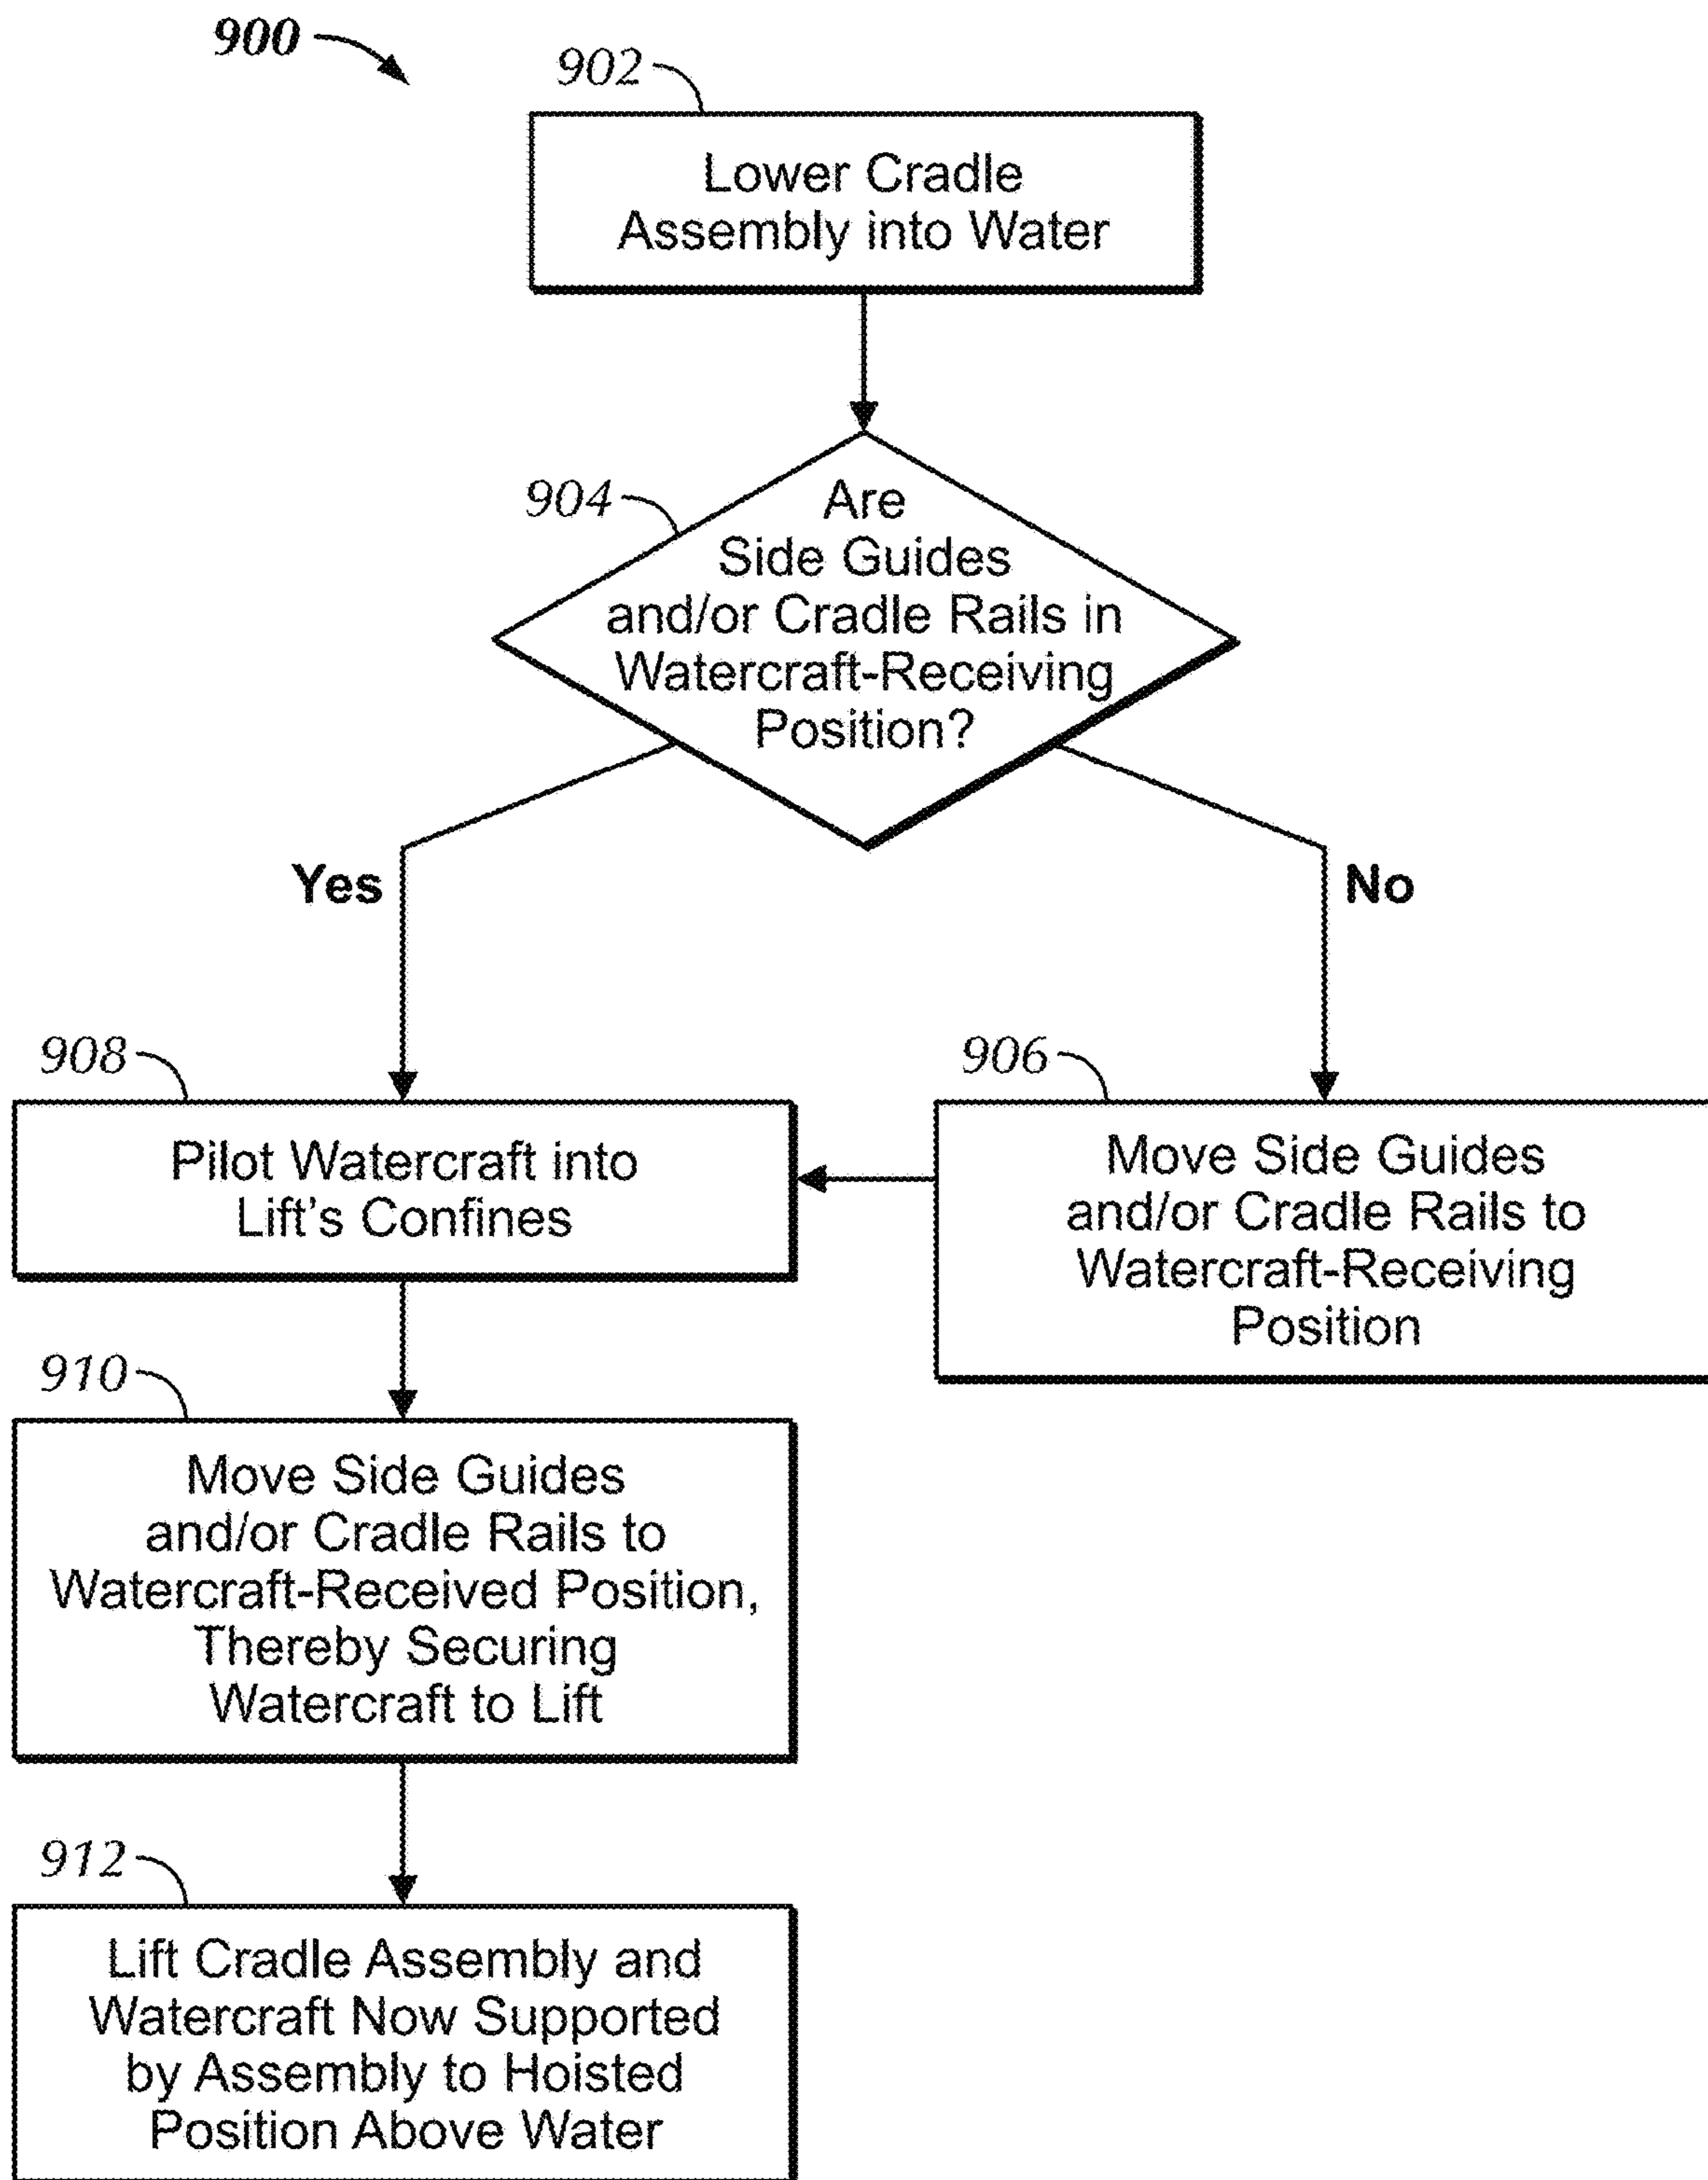 900
902
Lower Cradle
Assembly into Water
904
Are
Side Guides
and/or Cradle Rails in
Watercraft-Receiving
Position?
Yes
No
908
Pilot Watercraft into
Lift's Confines
906
Move Side Guides
and/or Cradle Rails to
Watercraft-Receiving
Position
910
Move Side Guides
and/or Cradle Rails to
Watercraft-Received Position,
Thereby Securing
Watercraft to Lift
912
Lift Cradle Assembly and
Watercraft Now Supported
by Assembly to Hoisted
Position Above Water